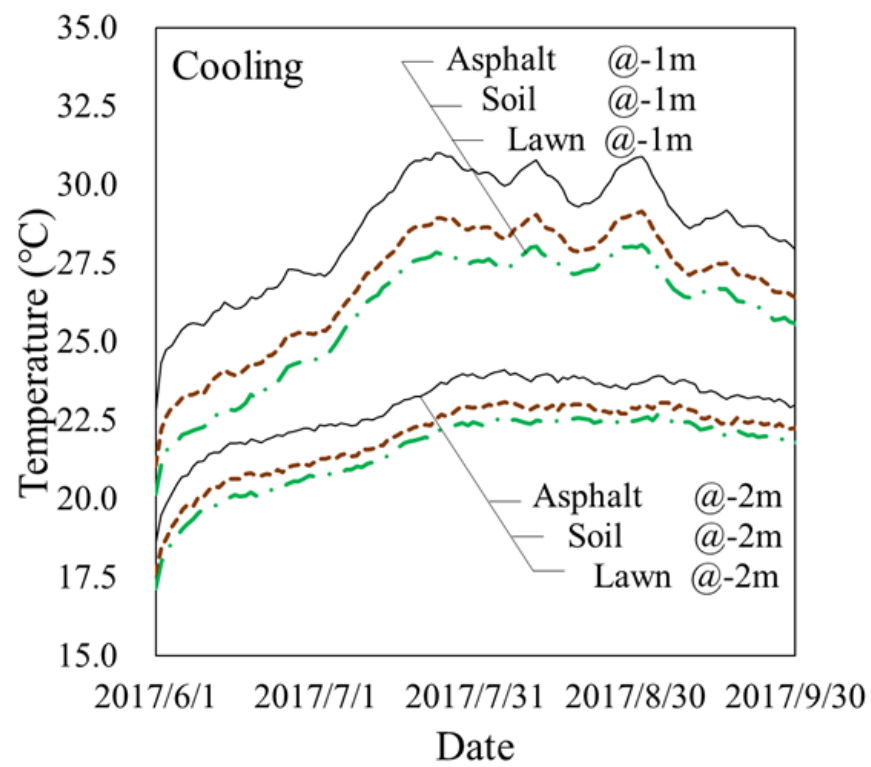 35.0
Cooling
Asphalt @-1m
Soil @-1m
Lawn @-1m
32.5
30.0
27.5
25.0
22.5
20.0
17.5
15.0
Temperature (°C)
Asphalt @-2m
Soil @-2m
Lawn @-2m
2017/6/1 2017/7/1 2017/7/31 2017/8/30 2017/9/30
Date